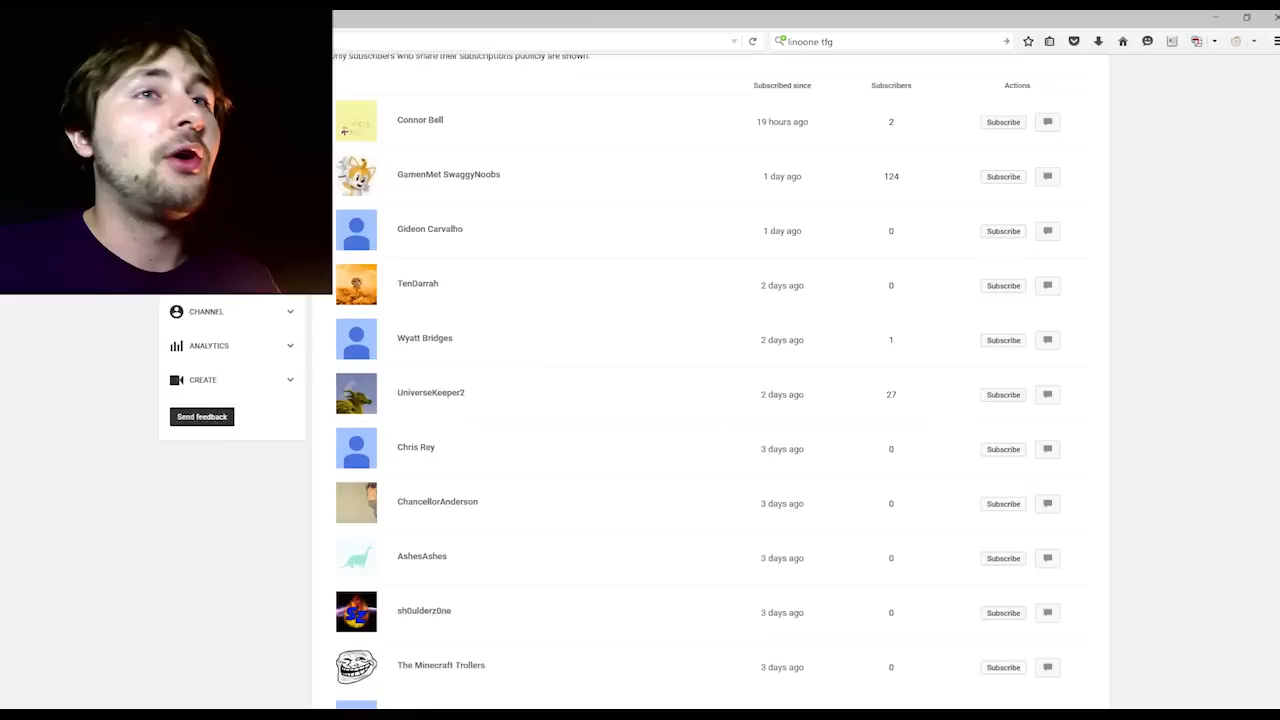 linoone tfg
only subscribers who share their subscriptions publicly are shown.
Subscribed since Subscribers Actions
Connor Bell 19 hours ago 2 Subscribe
GamenMet SwaggyNoobs 1 day ago 124 Subscribe
Gideon Carvalho 1 day ago 0 Subscribe
TenDarrah 2 days ago 0 Subscribe
CHANNEL
Wyatt Bridges 2 days ago 1 Subscribe
ANALYTICS
CREATE
UniverseKeeper2 2 days ago 27 Subscribe
Send feedback
Chris Rey 3 days ago 0 Subscribe
ChancellorAnderson 3 days ago 0 Subscribe
AshesAshes 3 days ago 0 Subscribe
sh0ulderz0ne 3 days ago 0 Subscribe
The Minecraft Trollers 3 days ago 0 Subscribe